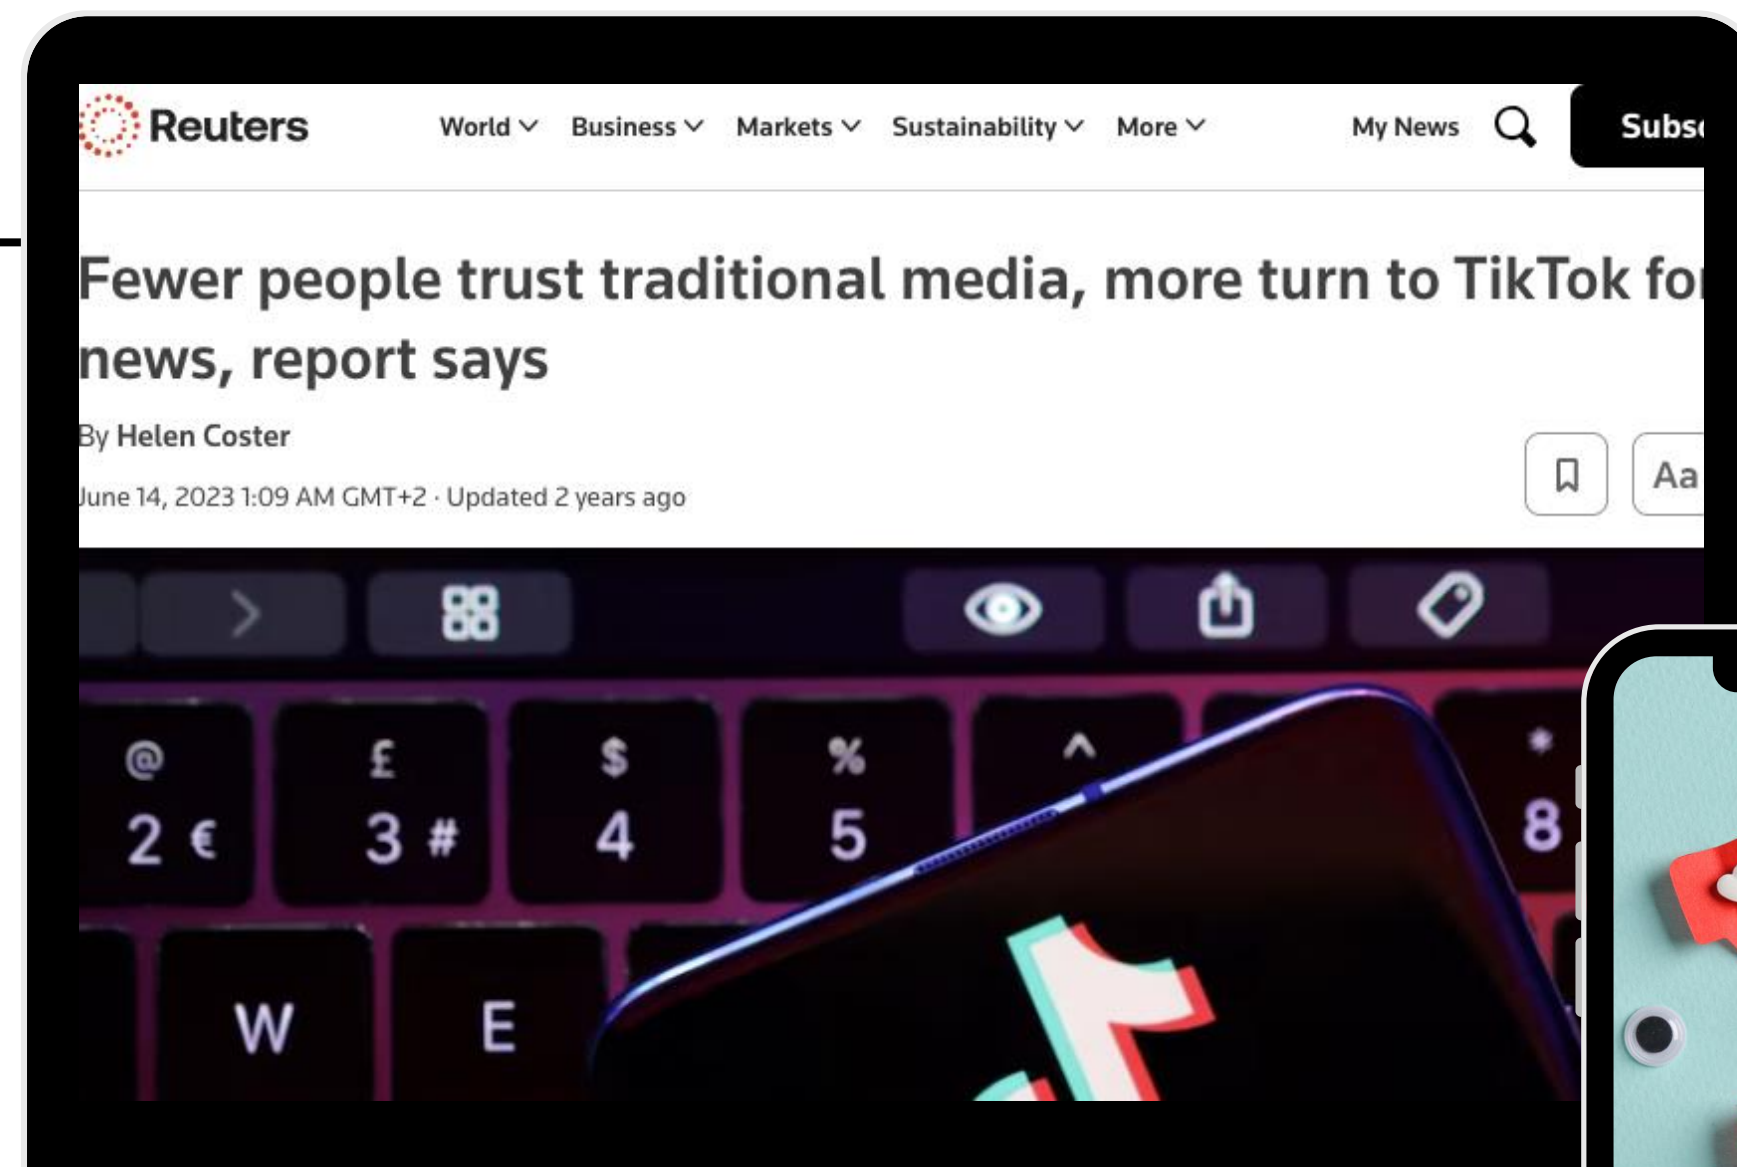 Reuters World Business Markets Sustainability More My News Subsc
Fewer people trust traditional media, more turn to TikTok for
news, report says
By Helen Coster
June 14, 2023 1:09 AM GMT+2 · Updated 2 years ago
Aa
@ £ $ % ^ *
2 € 3 # 4 5 8
W E